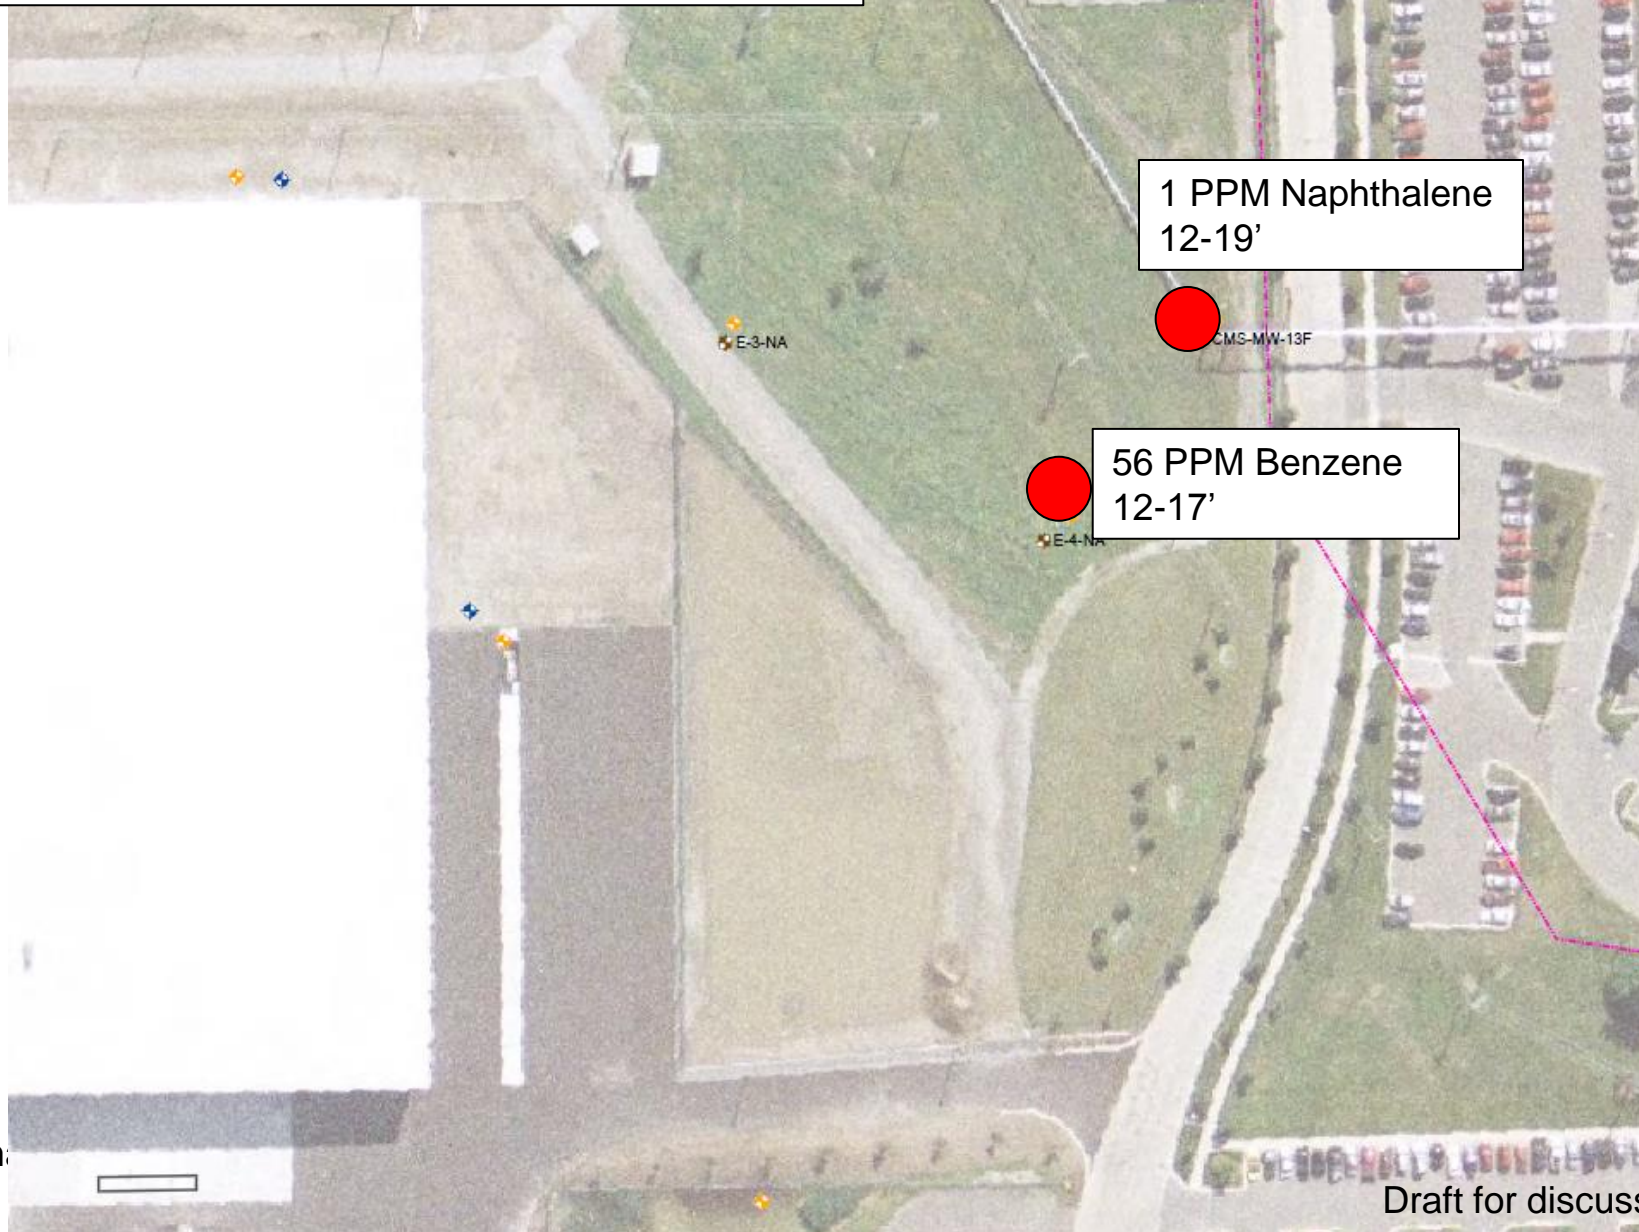 1 PPM Naphthalene
12-19’
CMS-MW-13F
E-3-NA
56 PPM Benzene
12-17’
E-4-NA
Draft for discuss